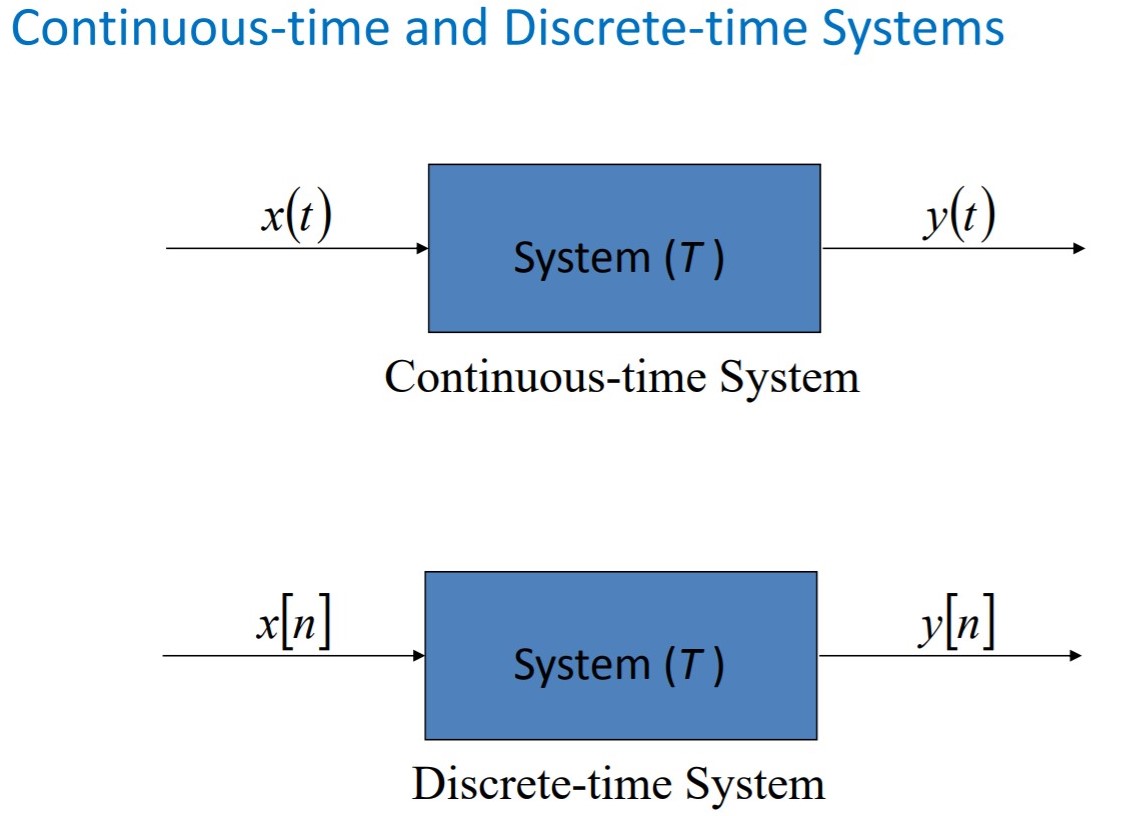 Continuous-time and Discrete-time Systems
x(t)
System (T )
y(t)
Continuous-time System
x[n]
System (T )
y[n]
Discrete-time System